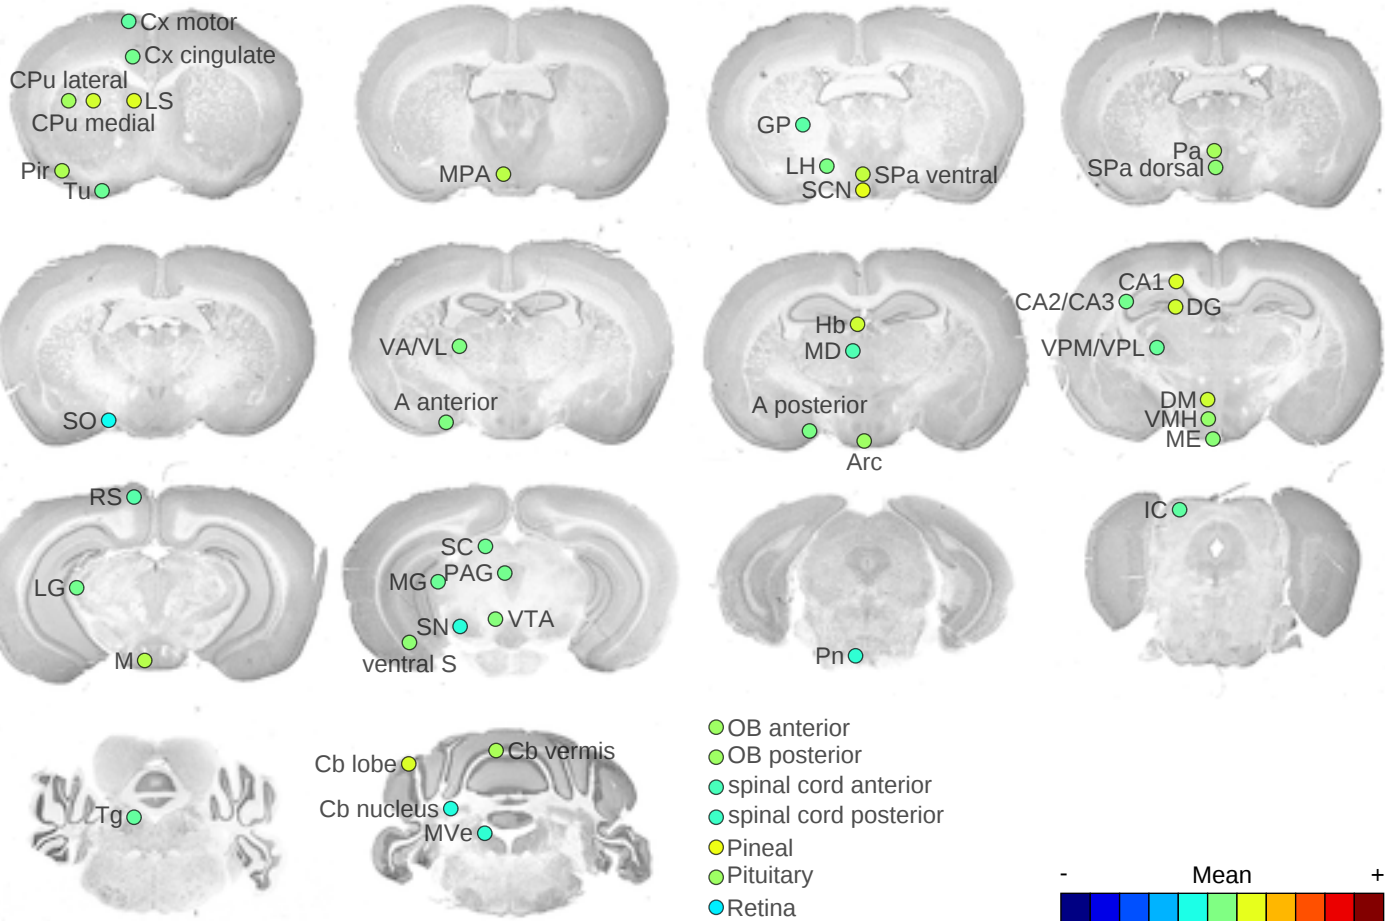 Cx motor
Cx cingulate
CPu lateral
LS
CPu medial
Pir
Tu
MPA
GP
LH
SPa ventral
SCN
Pa
SPa dorsal
SO
VA/VL
A anterior
Hb
MD
A posterior
Arc
CA1
CA2/CA3
DG
VPM/VPL
DM
VMH
ME
RS
LG
M
SC
MG
PAG
SN
VTA
ventral S
Pn
IC
Tg
Cb lobe
Cb vermis
Cb nucleus
MVe
OB anterior
OB posterior
spinal cord anterior
spinal cord posterior
Pineal
Pituitary
Retina
- Mean +